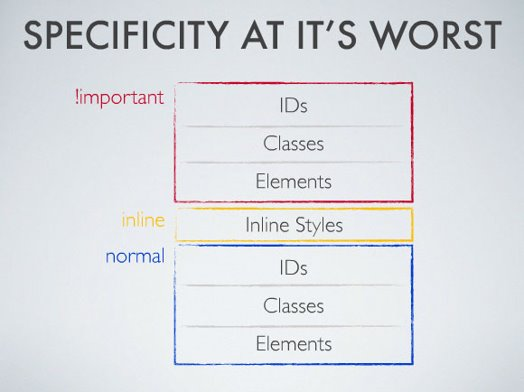 SPECIFICITY AT IT'S WORST
!important
IDs
Classes
Elements
inline
Inline Styles
normal
IDs
Classes
Elements